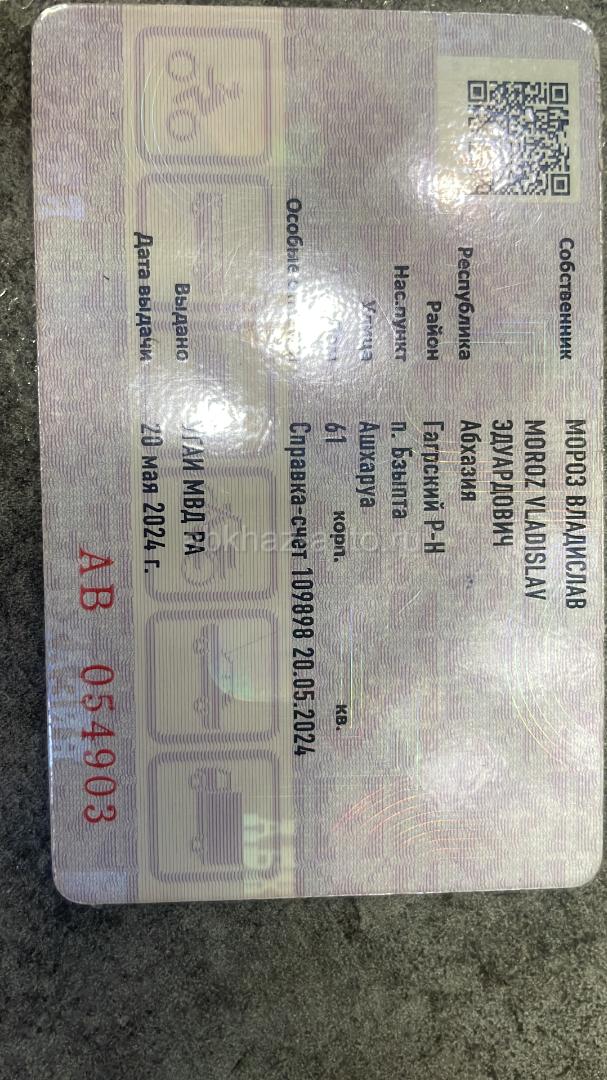 Собственник МОРОЗ ВЛАДИСЛАВ
MOROZ VLADISLAV
ЭДУАРДОВИЧ
Республика Абхазия
Район Гагрский Р-Н
Нас.пункт п. Бзыпта
Улица Ашхаруа
61 корп. кв.
Особые Справка-счет 109898 20.05.2024
Выдано УГАИ МВД РА
Дата выдачи 20 мая 2024 г.
АВ 054903